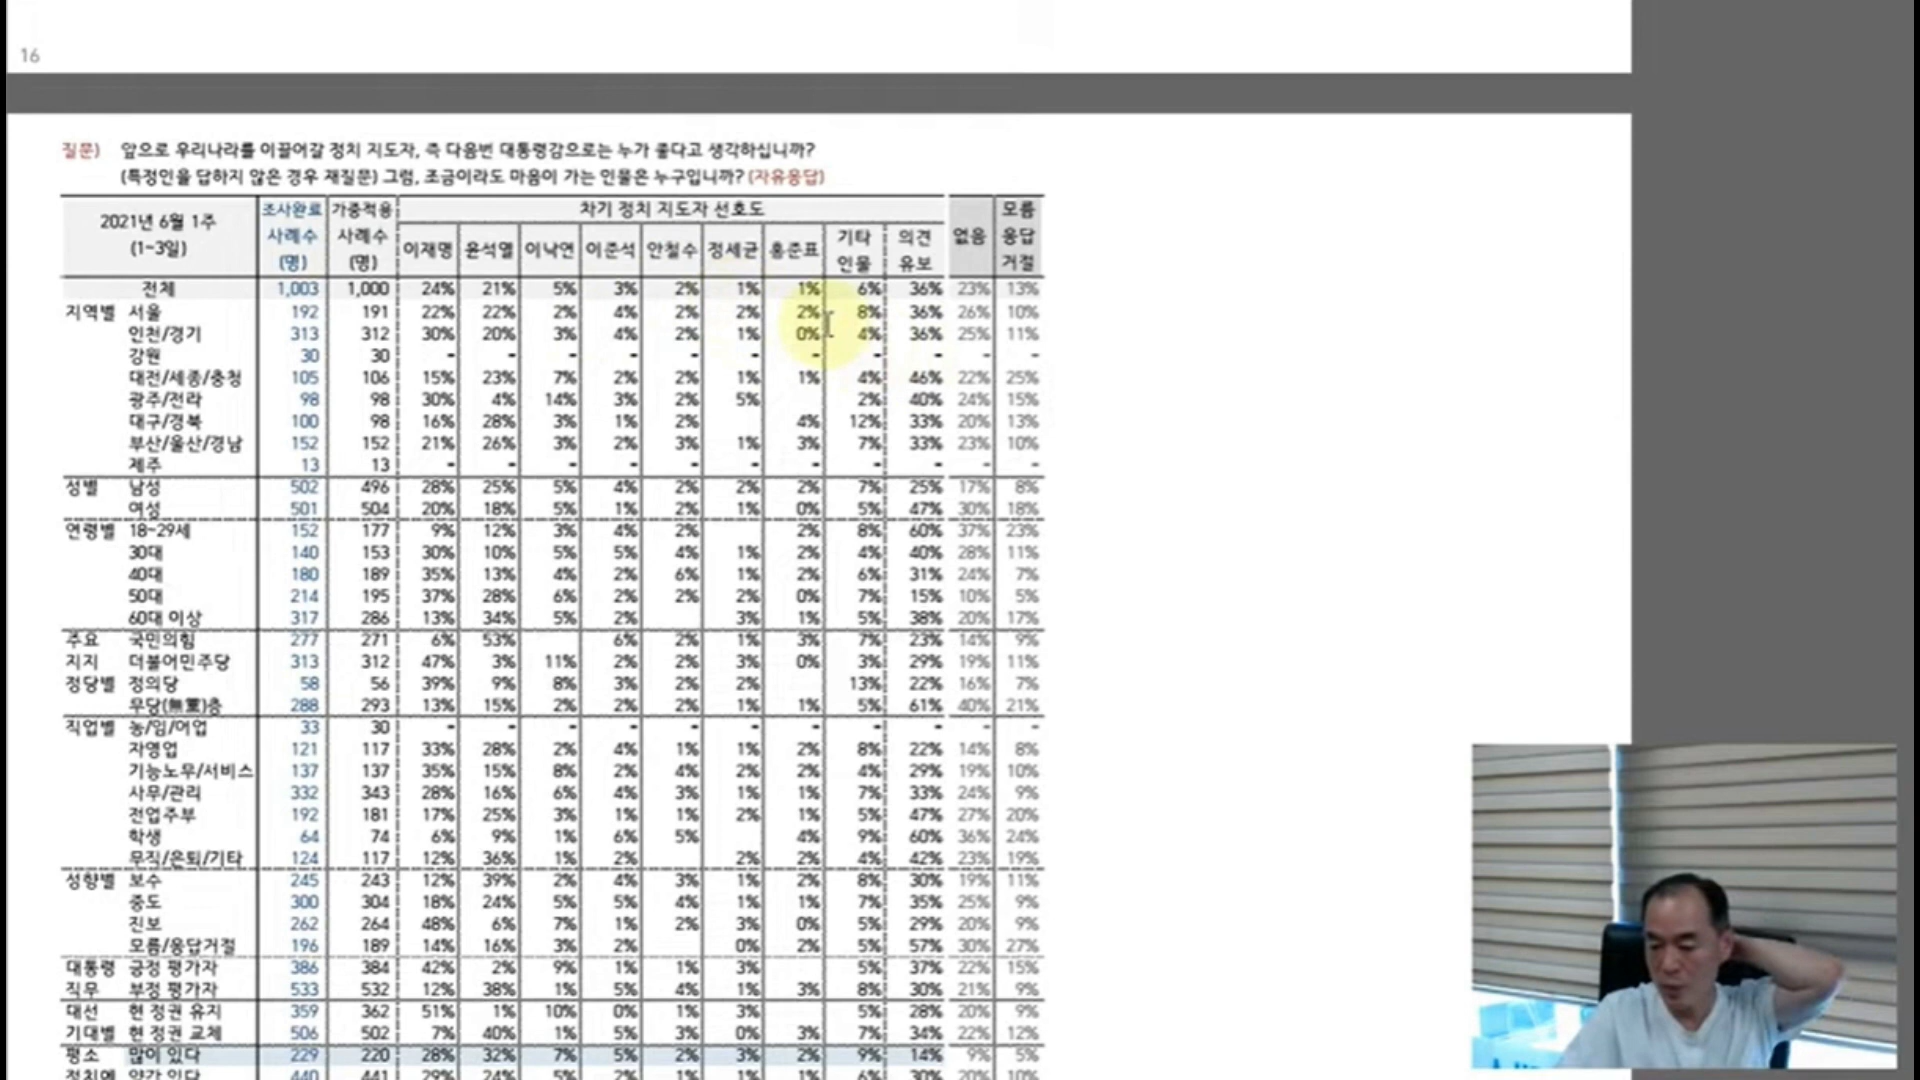 16
질문) 앞으로 우리나라를 이끌어갈 정치 지도자, 즉 다음번 대통령감으로는 누가 좋다고 생각하십니까?
(특정인을 답하지 않은 경우 재질문) 그럼, 조금이라도 마음이 가는 인물은 누구입니까? (자유응답)
2021년 6월 1주 (1~3일) 조사완료 사례수 (명) 가중적용 사례수 (명) 차기 정치 지도자 선호도 없음 모름 응답 거절
이재명 윤석열 이낙연 이준석 안철수 정세균 홍준표 기타 인물 의견 유보
전체 1,003 1,000 24% 21% 5% 3% 2% 1% 1% 6% 36% 23% 13%
지역별 서울 192 191 22% 22% 2% 4% 2% 2% 2% 8% 36% 26% 10%
인천/경기 313 312 30% 20% 3% 4% 2% 1% 0% 4% 36% 25% 11%
강원 30 30 - - - - - - - - - - -
대전/세종/충청 105 106 15% 23% 7% 2% 2% 1% 1% 4% 46% 22% 25%
광주/전라 98 98 30% 4% 14% 3% 2% 5% 2% 40% 24% 15%
대구/경북 100 98 16% 28% 3% 1% 2% 4% 12% 33% 20% 13%
부산/울산/경남 152 152 21% 26% 3% 2% 3% 1% 3% 7% 33% 23% 10%
제주 13 13 - - - - - - - - - - -
성별 남성 502 496 28% 25% 5% 4% 2% 2% 2% 7% 25% 17% 8%
여성 501 504 20% 18% 5% 1% 2% 1% 0% 5% 47% 30% 18%
연령별 18~29세 152 177 9% 12% 3% 4% 2% 2% 8% 60% 37% 23%
30대 140 153 30% 10% 5% 5% 4% 1% 2% 4% 40% 28% 11%
40대 180 189 35% 13% 4% 2% 6% 1% 2% 6% 31% 24% 7%
50대 214 195 37% 28% 6% 2% 2% 2% 0% 7% 15% 10% 5%
60대 이상 317 286 13% 34% 5% 2% 3% 1% 5% 38% 20% 17%
주요 국민의힘 277 271 6% 53% 6% 2% 1% 3% 7% 23% 14% 9%
지지 더불어민주당 313 312 47% 3% 11% 2% 2% 3% 0% 3% 29% 19% 11%
정당별 정의당 58 56 39% 9% 8% 3% 2% 2% 13% 22% 16% 7%
무당(無黨)층 288 293 13% 15% 2% 2% 2% 1% 1% 5% 61% 40% 21%
직업별 농/임/어업 33 30 - - - - - - - - - - -
자영업 121 117 33% 28% 2% 4% 1% 1% 2% 8% 22% 14% 8%
기능노무/서비스 137 137 35% 15% 8% 2% 4% 2% 2% 4% 29% 19% 10%
사무/관리 332 343 28% 16% 6% 4% 3% 1% 1% 7% 33% 24% 9%
전업주부 192 181 17% 25% 3% 1% 1% 2% 1% 5% 47% 27% 20%
학생 64 74 6% 9% 1% 6% 5% 4% 9% 60% 36% 24%
무직/은퇴/기타 124 117 12% 36% 1% 2% 2% 2% 4% 42% 23% 19%
성향별 보수 245 243 12% 39% 2% 4% 3% 1% 2% 8% 30% 19% 11%
중도 300 304 18% 24% 5% 5% 4% 1% 1% 7% 35% 25% 9%
진보 262 264 48% 6% 7% 1% 2% 3% 0% 5% 29% 20% 9%
모름/응답거절 196 189 14% 16% 3% 2% 0% 2% 5% 57% 30% 27%
대통령 긍정 평가자 386 384 42% 2% 9% 1% 1% 3% 5% 37% 22% 15%
직무 부정 평가자 533 532 12% 38% 1% 5% 4% 1% 3% 8% 30% 21% 9%
대선 현 정권 유지 359 362 51% 1% 10% 0% 1% 3% 5% 28% 20% 9%
기대별 현 정권 교체 506 502 7% 40% 1% 5% 3% 0% 3% 7% 34% 22% 12%
평소 많이 있다 229 220 28% 32% 7% 5% 2% 3% 2% 9% 14% 9% 5%
정치에 약간 있다 440 441 29% 24% 5% 2% 1% 1% 1% 6% 30% 20% 10%